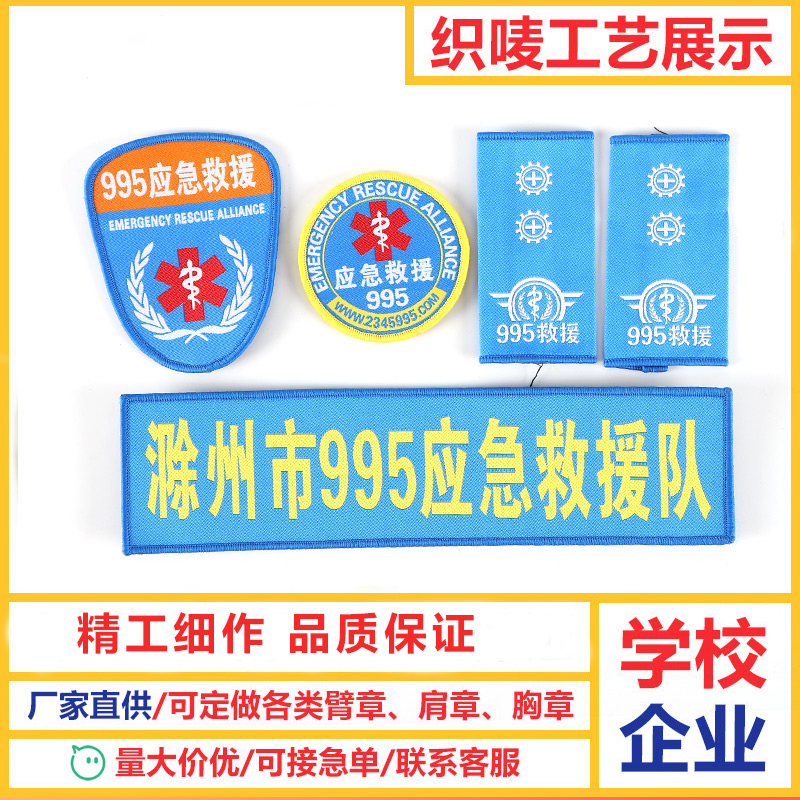 织唛工艺展示
995应急救援
EMERGENCY RESCUE ALLIANCE
EMERGENCY RESCUE ALLIANCE
应急救援
995
WWW.2345995.COM
995救援
995救援
滁州市995应急救援队
精工细作 品质保证
厂家直供/可定做各类臂章、肩章、胸章
量大价优/可接急单/联系客服
学校
企业